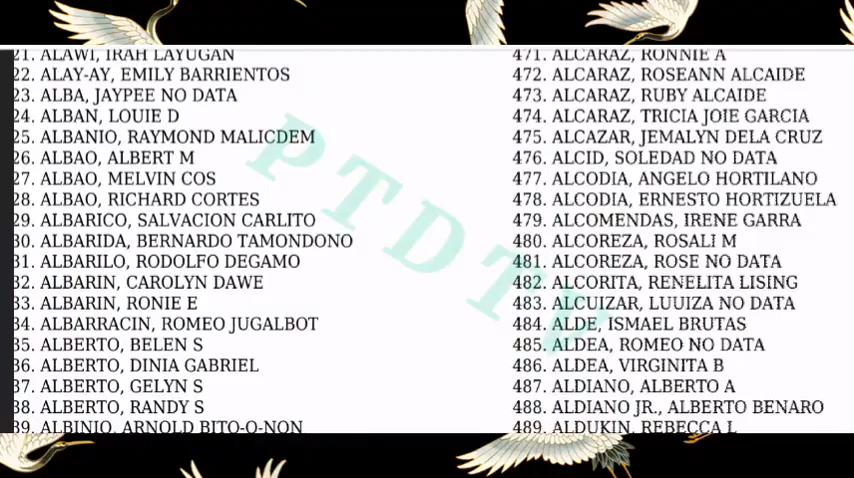 21. ALAWI, IRAH LAYUGAN
22. ALAY-AY, EMILY BARRIENTOS
23. ALBA, JAYPEE NO DATA
24. ALBAN, LOUIE D
25. ALBANIO, RAYMOND MALICDEM
26. ALBAO, ALBERT M
27. ALBAO, MELVIN COS
28. ALBAO, RICHARD CORTES
29. ALBARICO, SALVACION CARLITO
30. ALBARIDA, BERNARDO TAMONDONO
31. ALBARILO, RODOLFO DEGAMO
32. ALBARIN, CAROLYN DAWE
33. ALBARIN, RONIE E
34. ALBARRACIN, ROMEO JUGALBOT
35. ALBERTO, BELEN S
36. ALBERTO, DINIA GABRIEL
37. ALBERTO, GELYN S
38. ALBERTO, RANDY S
39. ALBINIO, ARNOLD BITO-O-NON
471. ALCARAZ, RONNIE A
472. ALCARAZ, ROSEANN ALCAIDE
473. ALCARAZ, RUBY ALCAIDE
474. ALCARAZ, TRICIA JOIE GARCIA
475. ALCAZAR, JEMALYN DELA CRUZ
476. ALCID, SOLEDAD NO DATA
477. ALCODIA, ANGELO HORTILANO
478. ALCODIA, ERNESTO HORTIZUELA
479. ALCOMENDAS, IRENE GARRA
480. ALCOREZA, ROSALI M
481. ALCOREZA, ROSE NO DATA
482. ALCORITA, RENELITA LISING
483. ALCUIZAR, LUUIZA NO DATA
484. ALDE, ISMAEL BRUTAS
485. ALDEA, ROMEO NO DATA
486. ALDEA, VIRGINITA B
487. ALDIANO, ALBERTO A
488. ALDIANO JR., ALBERTO BENARO
489. ALDUKIN, REBECCA L
PTDTV